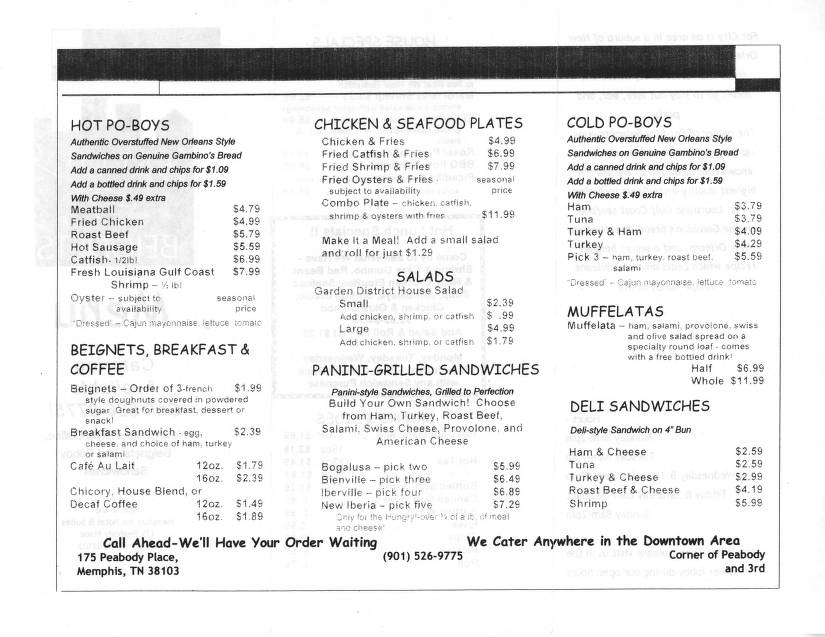 HOT PO-BOYS
Authentic Overstuffed New Orleans Style
Sandwiches on Genuine Gambino's Bread
Add a canned drink and chips for $1.09
Add a bottled drink and chips for $1.59
With Cheese $.49 extra
Meatball $4.79
Fried Chicken $4.99
Roast Beef $5.79
Hot Sausage $5.59
Catfish- 1/2lb! $6.99
Fresh Louisiana Gulf Coast $7.99
Shrimp – ½ lb!
Oyster – subject to seasonal
availability price
"Dressed" – Cajun mayonnaise, lettuce tomato
BEIGNETS, BREAKFAST &
COFFEE
Beignets – Order of 3-french $1.99
style doughnuts covered in powdered
sugar. Great for breakfast, dessert or
snack!
Breakfast Sandwich - egg, $2.39
cheese, and choice of ham, turkey
or salami
Café Au Lait 12oz. $1.79
16oz. $2.39
Chicory, House Blend, or
Decaf Coffee 12oz. $1.49
16oz. $1.89
CHICKEN & SEAFOOD PLATES
Chicken & Fries $4.99
Fried Catfish & Fries $6.99
Fried Shrimp & Fries $7.99
Fried Oysters & Fries - seasonal
subject to availability price
Combo Plate – chicken, catfish,
shrimp & oysters with fries $11.99
Make It a Meal! Add a small salad
and roll for just $1.29
SALADS
Garden District House Salad
Small $2.39
Add chicken, shrimp, or catfish $ .99
Large $4.99
Add chicken, shrimp, or catfish $1.79
PANINI-GRILLED SANDWICHES
Panini-style Sandwiches, Grilled to Perfection
Build Your Own Sandwich! Choose
from Ham, Turkey, Roast Beef,
Salami, Swiss Cheese, Provolone, and
American Cheese
Bogalusa – pick two $5.99
Bienville – pick three $6.49
Iberville – pick four $6.89
New Iberia – pick five $7.29
Only for the Hungry!-over ¾ of a lb. of meat
and cheese!
COLD PO-BOYS
Authentic Overstuffed New Orleans Style
Sandwiches on Genuine Gambino's Bread
Add a canned drink and chips for $1.09
Add a bottled drink and chips for $1.59
With Cheese $.49 extra
Ham $3.79
Tuna $3.79
Turkey & Ham $4.09
Turkey $4.29
Pick 3 – ham, turkey, roast beef, $5.59
salami
"Dressed" – Cajun mayonnaise, lettuce tomato
MUFFELATAS
Muffelata – ham, salami, provolone, swiss
and olive salad spread on a
specialty round loaf - comes
with a free bottled drink!
Half $6.99
Whole $11.99
DELI SANDWICHES
Deli-style Sandwich on 4" Bun
Ham & Cheese $2.59
Tuna $2.59
Turkey & Cheese $2.99
Roast Beef & Cheese $4.19
Shrimp $5.99
Call Ahead-We'll Have Your Order Waiting We Cater Anywhere in the Downtown Area
175 Peabody Place, (901) 526-9775 Corner of Peabody
Memphis, TN 38103 and 3rd